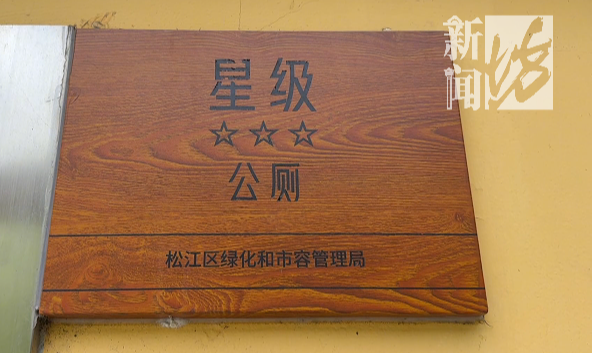 星级
☆☆☆
公厕
松江区绿化和市容管理局
新闻
坊